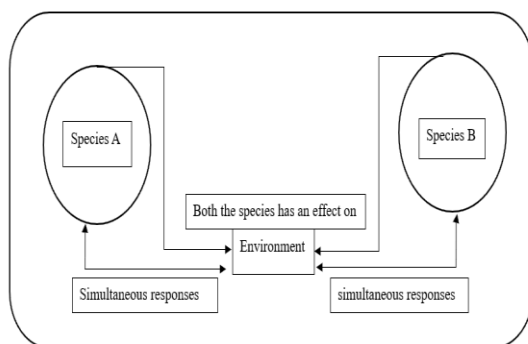 Species A
Species B
Both the species has an effect on
Environment
Simultaneous responses
simultaneous responses